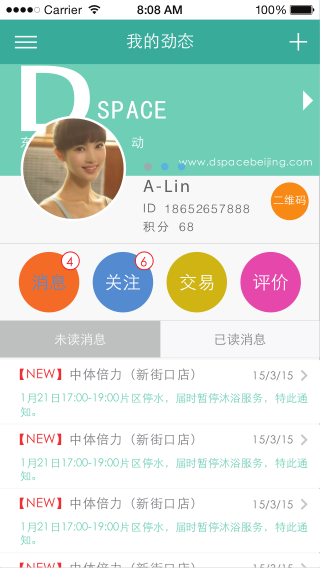 Carrier 8:08 AM 100%
我的劲态
D SPACE
动
www.dspacebeijing.com
A-Lin
ID 18652657888
积分 68
二维码
4 6
消息 关注 交易 评价
未读消息 已读消息
【NEW】中体倍力（新街口店） 15/3/15
1月21日17:00-19:00片区停水，届时暂停沐浴服务，特此通
知。
【NEW】中体倍力（新街口店） 15/3/15
1月21日17:00-19:00片区停水，届时暂停沐浴服务，特此通
知。
【NEW】中体倍力（新街口店） 15/3/15
1月21日17:00-19:00片区停水，届时暂停沐浴服务，特此通
知。
【NEW】中体倍力（新街口店） 15/3/15